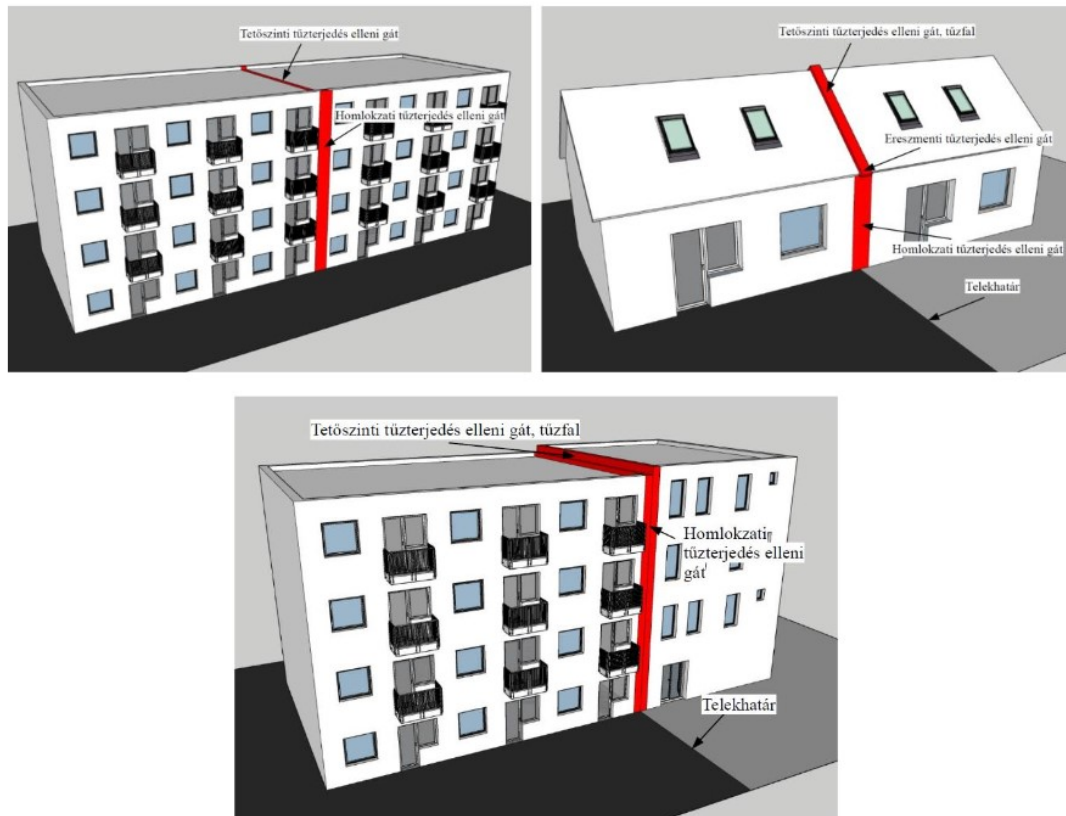 Tetőszinti tűzterjedés elleni gát
Homlokzati tűzterjedés elleni gát
Tetőszinti tűzterjedés elleni gát, tűzfal
Ereszmenti tűzterjedés elleni gát
Homlokzati tűzterjedés elleni gát
Telekhatár
Tetőszinti tűzterjedés elleni gát, tűzfal
Homlokzati
tűzterjedés elleni
gát
Telekhatár